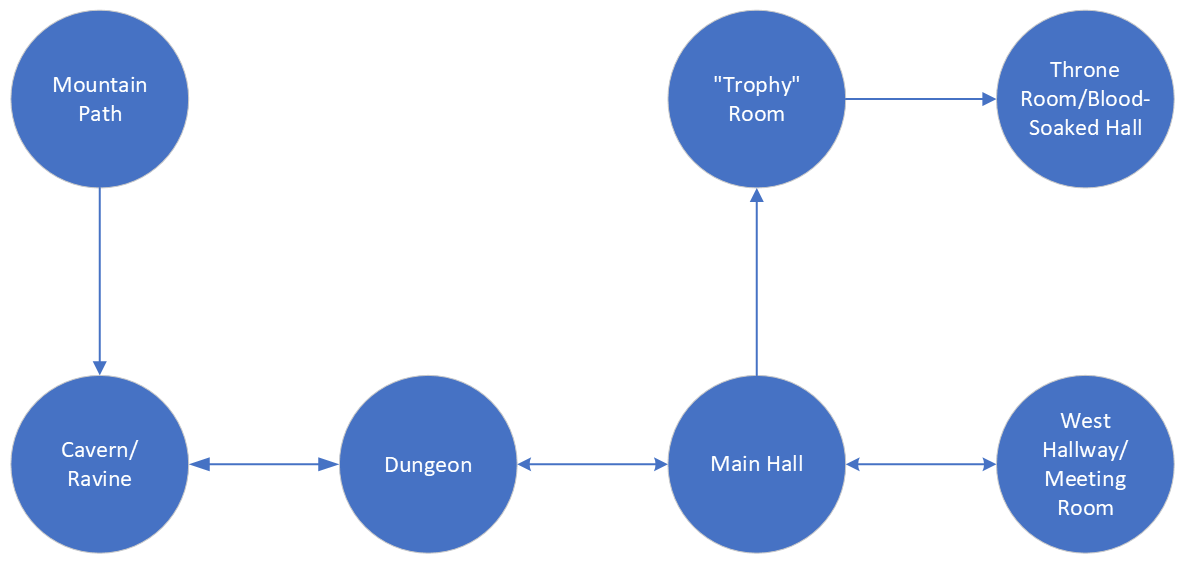 Mountain
Path
"Trophy"
Room
Throne
Room/Blood-
Soaked Hall
Cavern/
Ravine
Dungeon
Main Hall
West
Hallway/
Meeting
Room